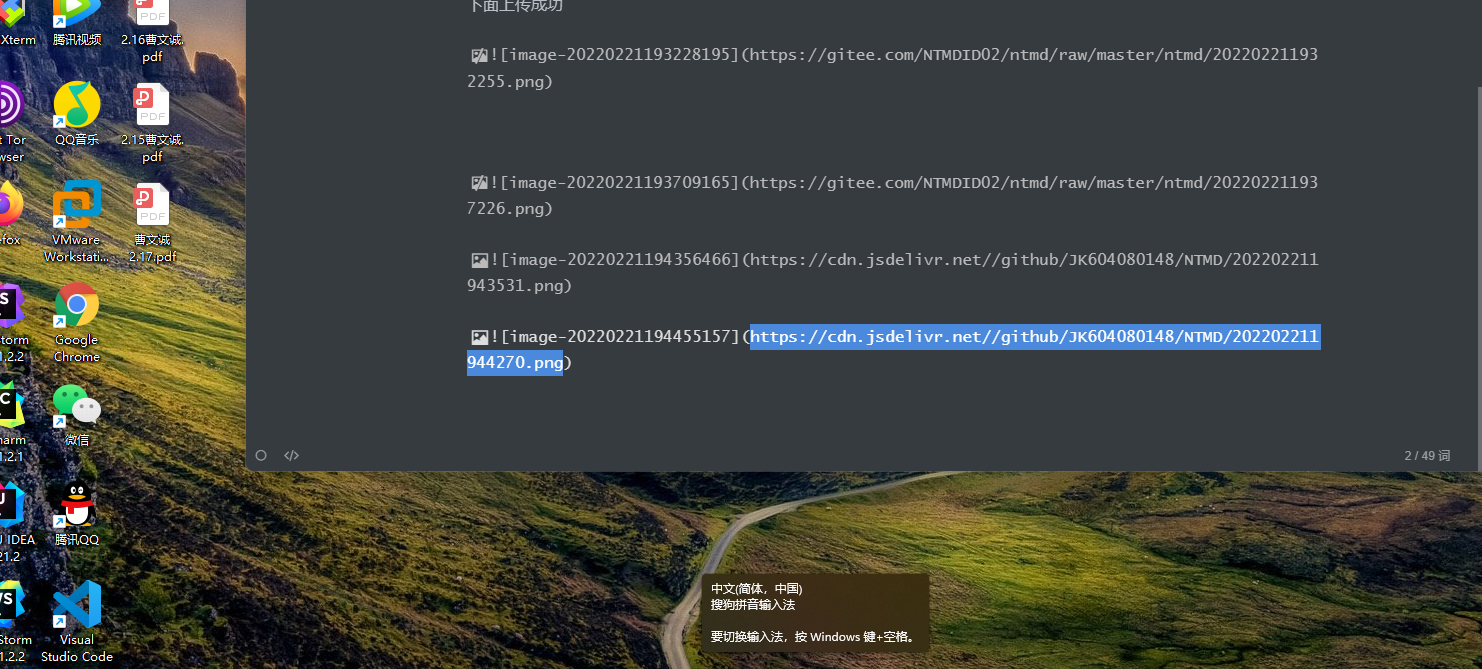 Xterm
腾讯视频
2.16曹文诚.
pdf
t Tor
wser
QQ音乐
2.15曹文诚.
pdf
efox
VMware
Workstati...
曹文诚
2.17.pdf
Storm
1.2.2
Google
Chrome
harm
1.2.1
微信
IJ IDEA
21.2
腾讯QQ
Storm
1.2.2
Visual
Studio Code
PDF
PDF
PDF
下面上传成功
![image-20220221193228195](https://gitee.com/NTMDID02/ntmd/raw/master/ntmd/20220221193
2255.png)
![image-20220221193709165](https://gitee.com/NTMDID02/ntmd/raw/master/ntmd/20220221193
7226.png)
![image-20220221194356466](https://cdn.jsdelivr.net//github/JK604080148/NTMD/202202211
943531.png)
![image-20220221194455157](https://cdn.jsdelivr.net//github/JK604080148/NTMD/202202211
944270.png)
</>
2 / 49 词
中文(简体，中国)
搜狗拼音输入法
要切换输入法，按 Windows 键+空格。